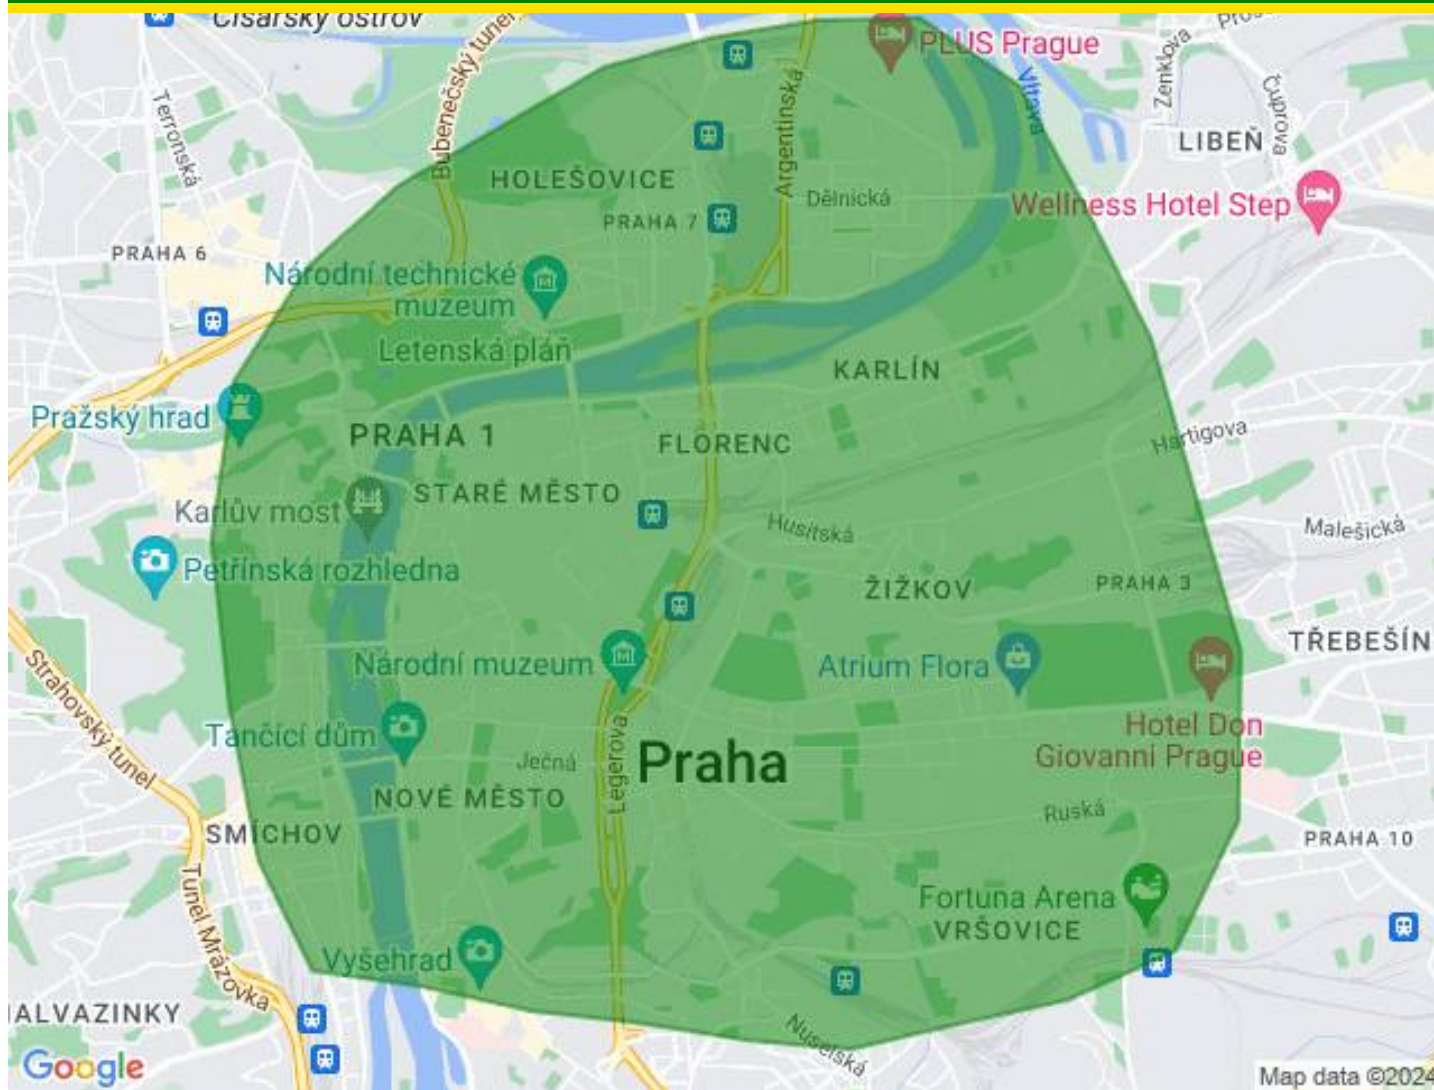 Císařský ostrov
PLUS Prague
Pros
Zenklova
Čuprova
Vltava
Bubenečský tunel
Terronská
Argentinská
LIBEŇ
HOLEŠOVICE
Dělnická
Wellness Hotel Step
PRAHA 7
PRAHA 6
Národní technické
muzeum
Letenská pláň
KARLÍN
Pražský hrad
PRAHA 1
FLORENC
Hartigova
STARÉ MĚSTO
Karlův most
Husitská
Malešická
Petřínská rozhledna
ŽIŽKOV
PRAHA 3
TŘEBEŠÍN
Národní muzeum
Atrium Flora
Strahovský tunel
Tančící dům
Ječná
Legerova
Praha
Hotel Don
Giovanni Prague
NOVÉ MĚSTO
Ruská
SMÍCHOV
PRAHA 10
Tunel Mrázovka
Fortuna Arena
VRŠOVICE
Vyšehrad
ALVAZINKY
Nuselská
Google
Map data ©2024